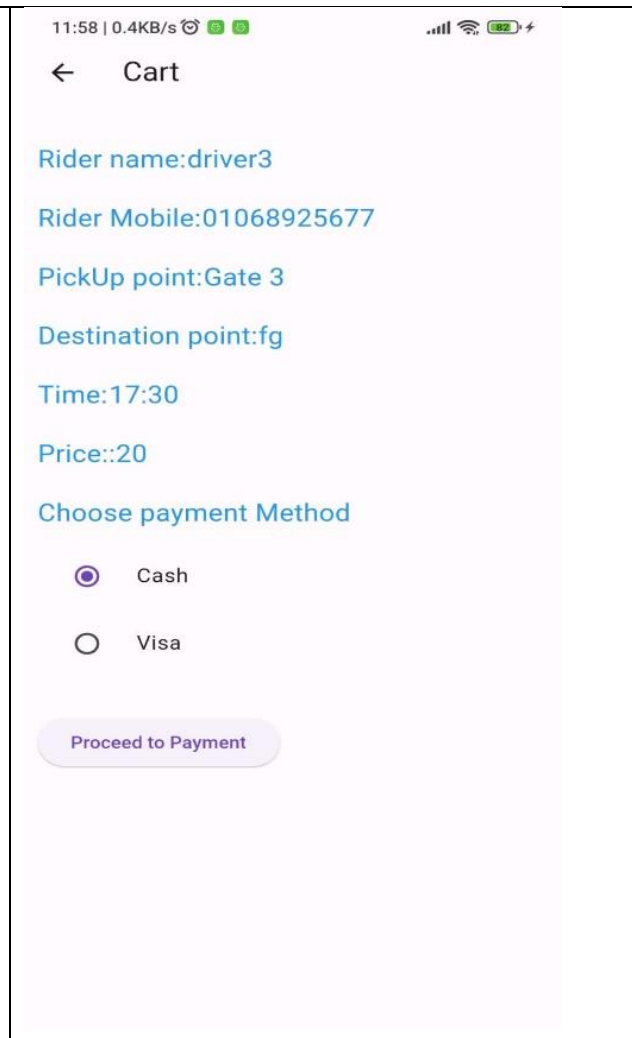 11:58 | 0.4KB/s
82
Cart
Rider name:driver3
Rider Mobile:01068925677
PickUp point:Gate 3
Destination point:fg
Time:17:30
Price::20
Choose payment Method
Cash
Visa
Proceed to Payment